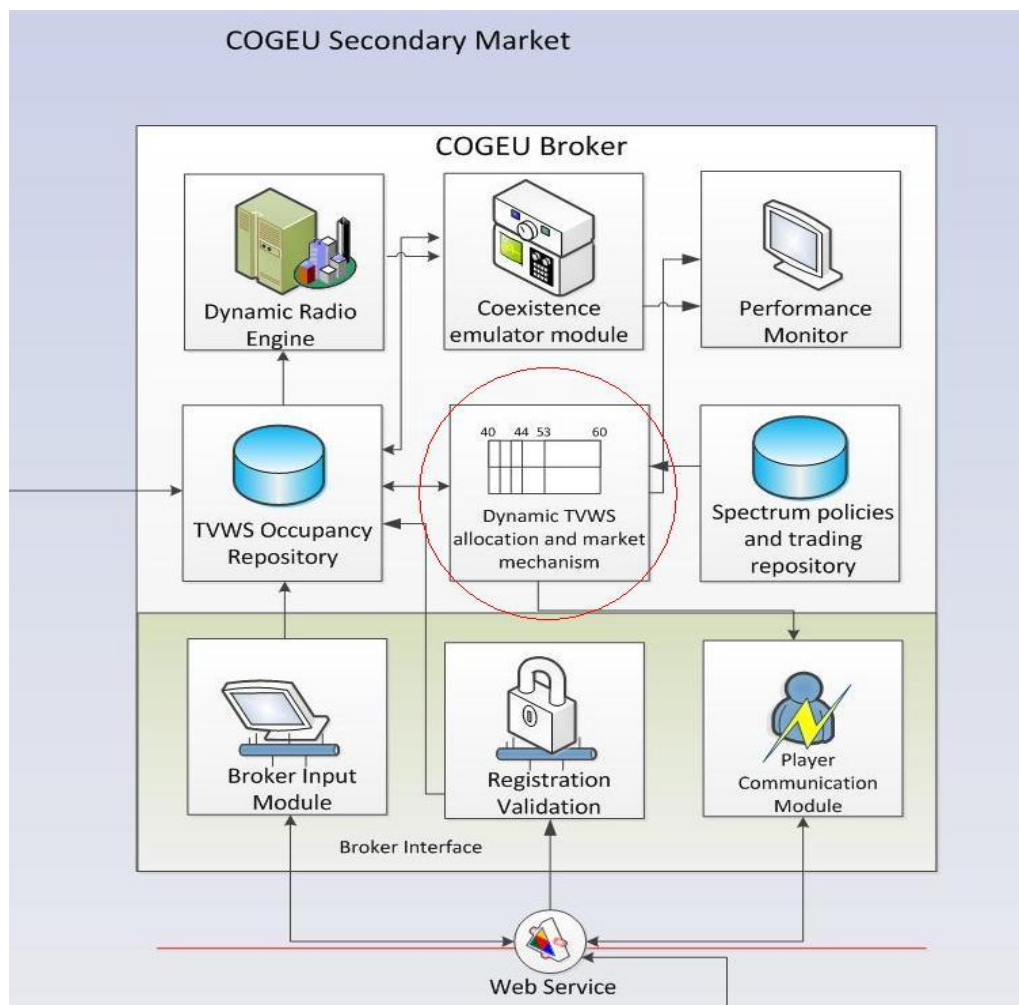 COGEU Secondary Market
COGEU Broker
Dynamic Radio
Engine
Coexistence
emulator module
Performance
Monitor
TVWS Occupancy
Repository
40 44 53 60
Dynamic TVWS
allocation and market
mechanism
Spectrum policies
and trading
repository
Broker Input
Module
Registration
Validation
Player
Communication
Module
Broker Interface
Web Service